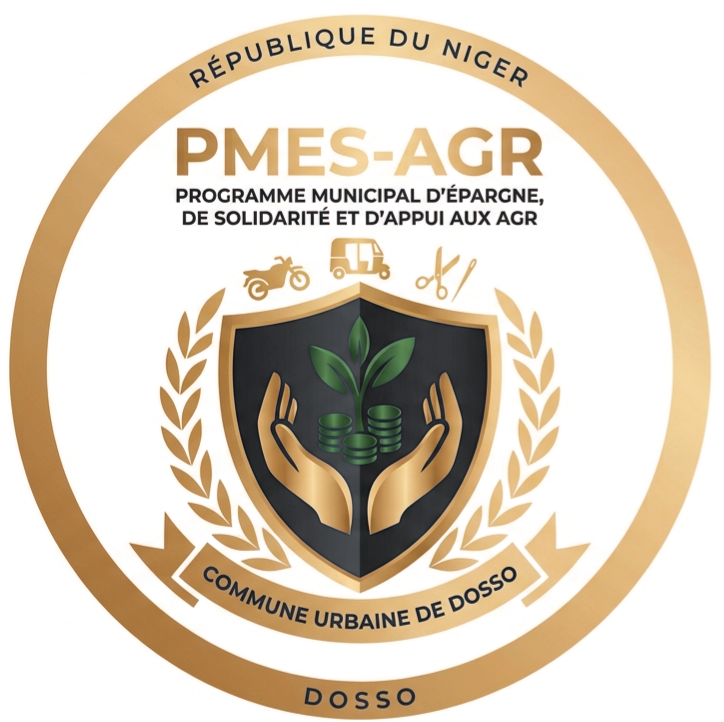 RÉPUBLIQUE DU NIGER
PMES-AGR
PROGRAMME MUNICIPAL D'ÉPARGNE,
DE SOLIDARITÉ ET D'APPUI AUX AGR
COMMUNE URBAINE DE DOSSO
DOSSO